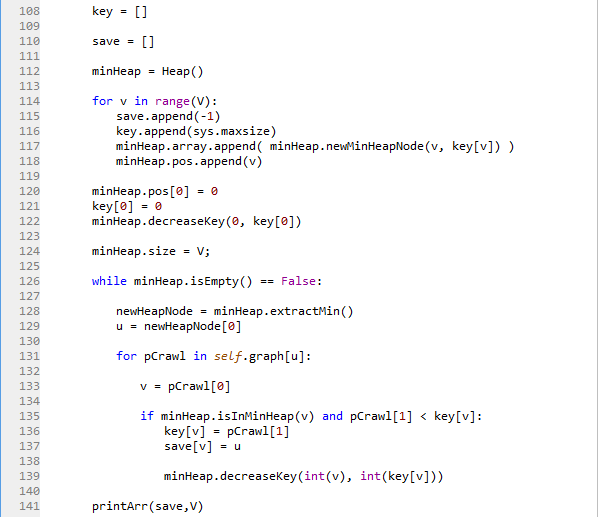 108 key = []
109
110 save = []
111
112 minHeap = Heap()
113
114 for v in range(V):
115 save.append(-1)
116 key.append(sys.maxsize)
117 minHeap.array.append( minHeap.newMinHeapNode(v, key[v]) )
118 minHeap.pos.append(v)
119
120 minHeap.pos[0] = 0
121 key[0] = 0
122 minHeap.decreaseKey(0, key[0])
123
124 minHeap.size = V;
125
126 while minHeap.isEmpty() == False:
127
128 newHeapNode = minHeap.extractMin()
129 u = newHeapNode[0]
130
131 for pCrawl in self.graph[u]:
132
133 v = pCrawl[0]
134
135 if minHeap.isInMinHeap(v) and pCrawl[1] < key[v]:
136 key[v] = pCrawl[1]
137 save[v] = u
138
139 minHeap.decreaseKey(int(v), int(key[v]))
140
141 printArr(save,V)